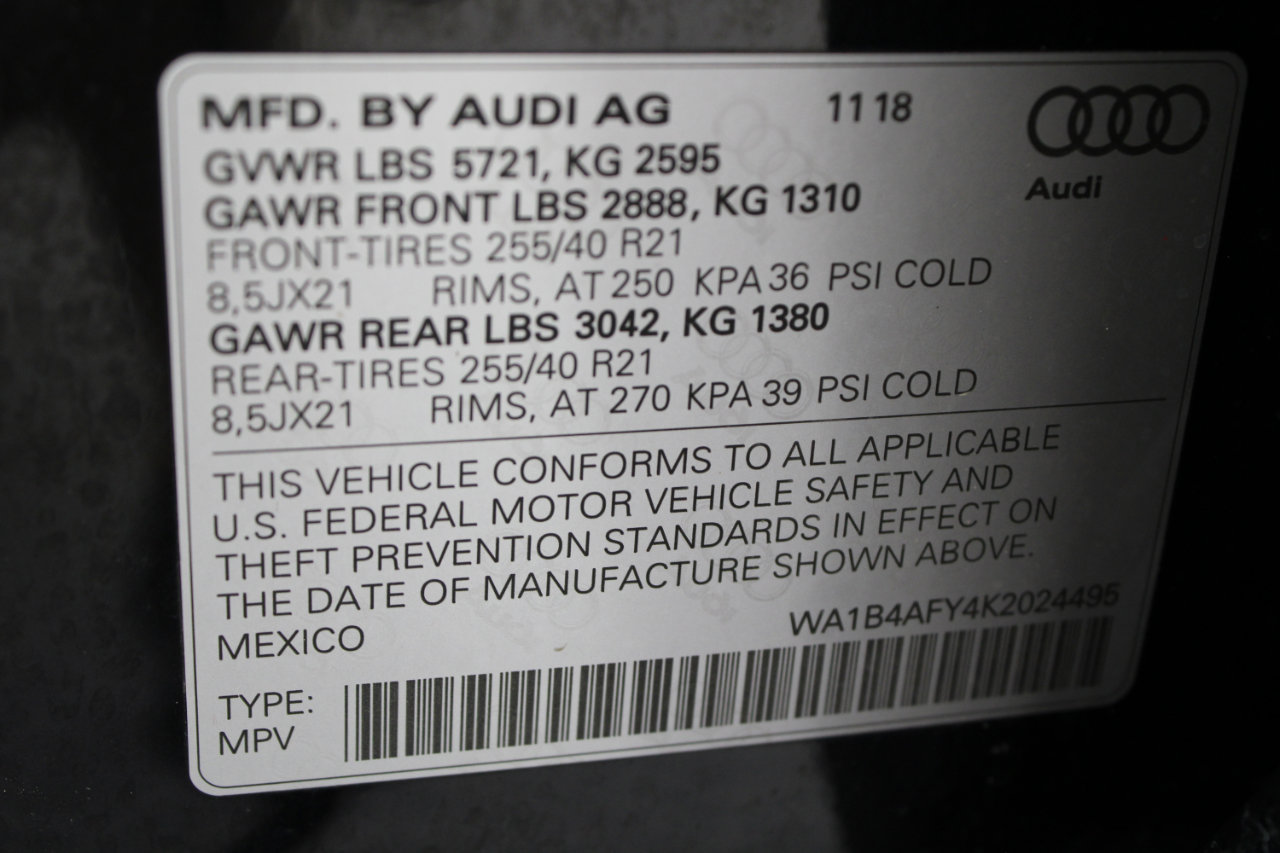 MFD. BY AUDI AG 11 18
GVWR LBS 5721, KG 2595
GAWR FRONT LBS 2888, KG 1310
Audi
FRONT-TIRES 255/40 R21
8,5JX21 RIMS, AT 250 KPA 36 PSI COLD
GAWR REAR LBS 3042, KG 1380
REAR-TIRES 255/40 R21
8,5JX21 RIMS, AT 270 KPA 39 PSI COLD
THIS VEHICLE CONFORMS TO ALL APPLICABLE
U.S. FEDERAL MOTOR VEHICLE SAFETY AND
THEFT PREVENTION STANDARDS IN EFFECT ON
THE DATE OF MANUFACTURE SHOWN ABOVE.
MEXICO WA1B4AFY4K2024495
TYPE:
MPV